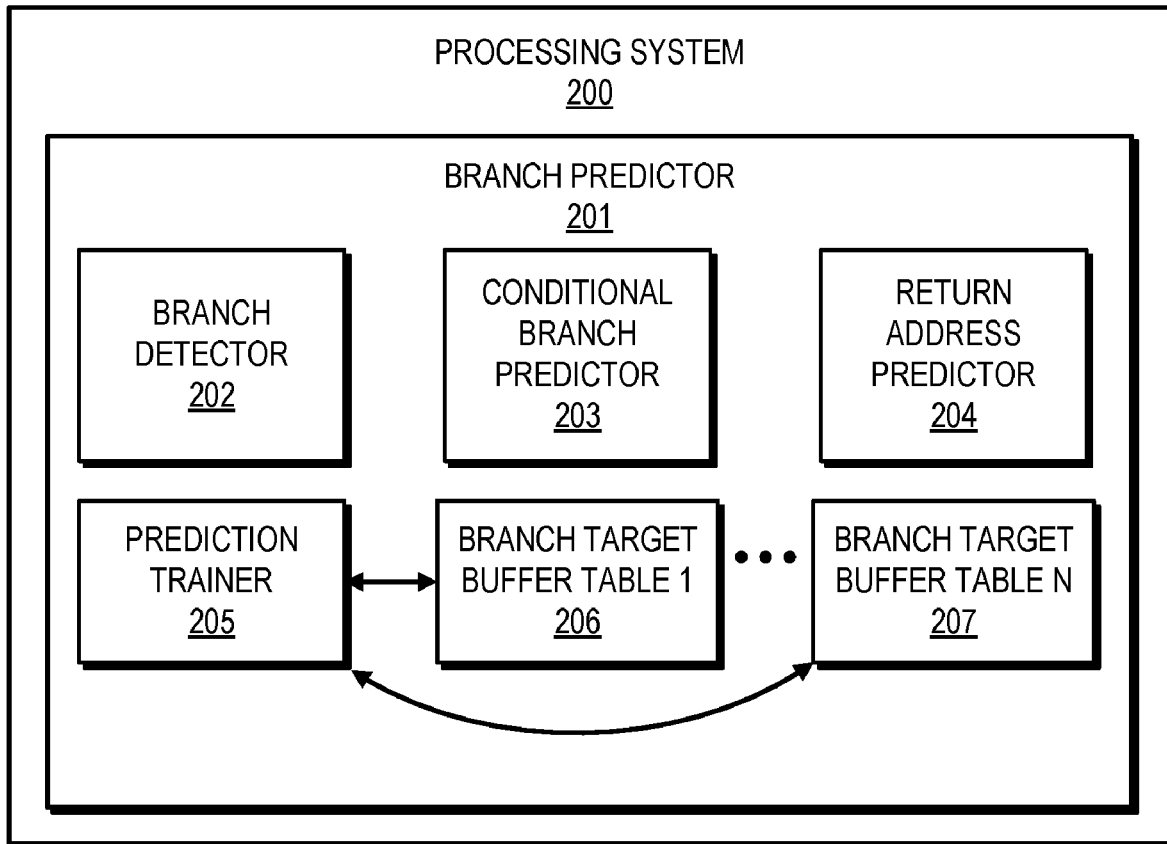 PROCESSING SYSTEM
200
BRANCH PREDICTOR
201
BRANCH
DETECTOR
202
CONDITIONAL
BRANCH
PREDICTOR
203
RETURN
ADDRESS
PREDICTOR
204
PREDICTION
TRAINER
205
BRANCH TARGET
BUFFER TABLE 1
206
BRANCH TARGET
BUFFER TABLE N
207